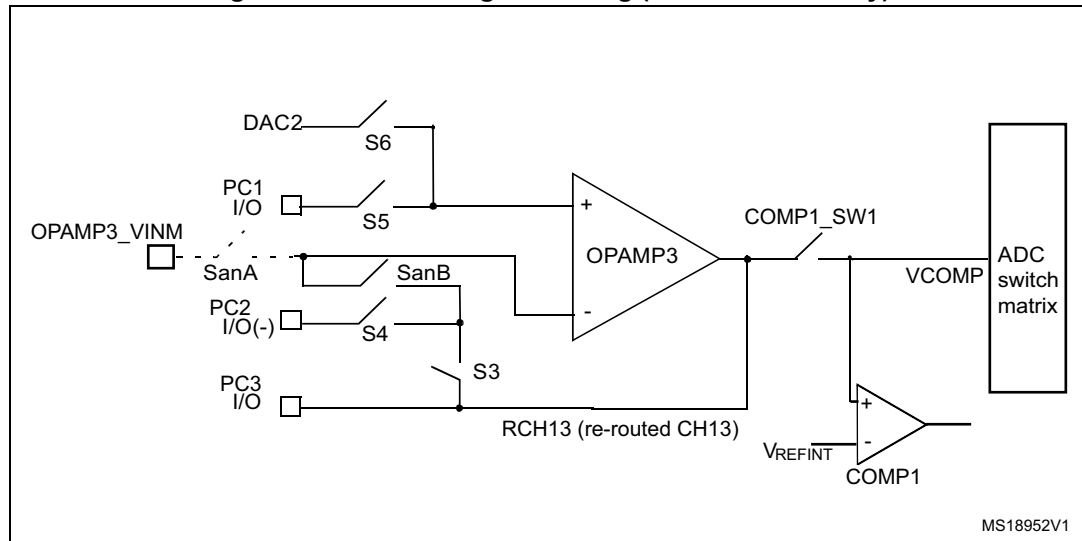 DAC2
S6
PC1
I/O
S5
OPAMP3_VINM
SanA
SanB
PC2
I/O(-)
S4
S3
PC3
I/O
+
OPAMP3
-
COMP1_SW1
VCOMP
ADC
switch
matrix
RCH13 (re-routed CH13)
+
-
VREFINT
COMP1
MS18952V1